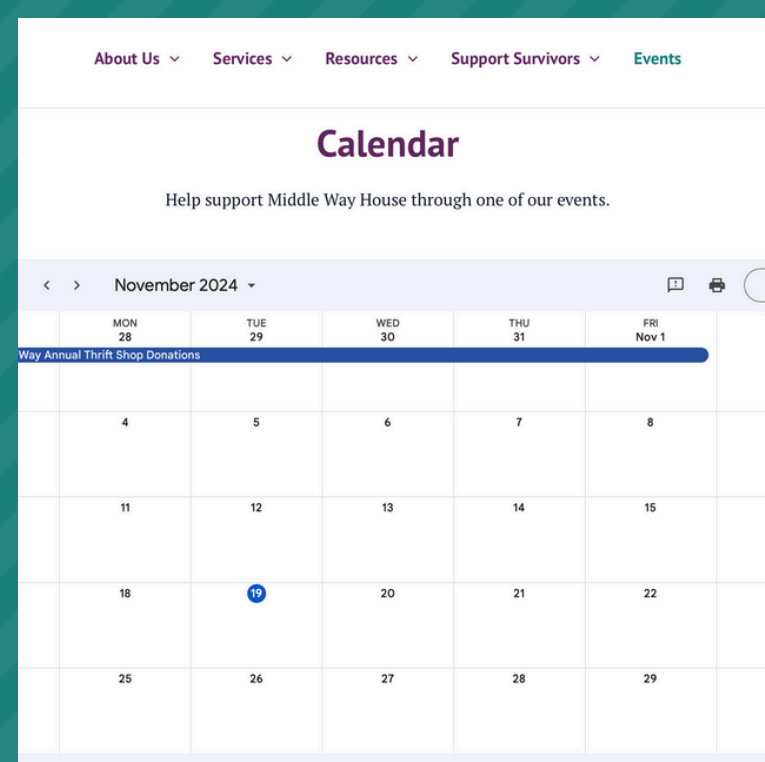 About Us Services Resources Support Survivors Events
Calendar
Help support Middle Way House through one of our events.
November 2024
MON TUE WED THU FRI
28 29 30 31 Nov 1
Way Annual Thrift Shop Donations
4 5 6 7 8
11 12 13 14 15
18 19 20 21 22
25 26 27 28 29